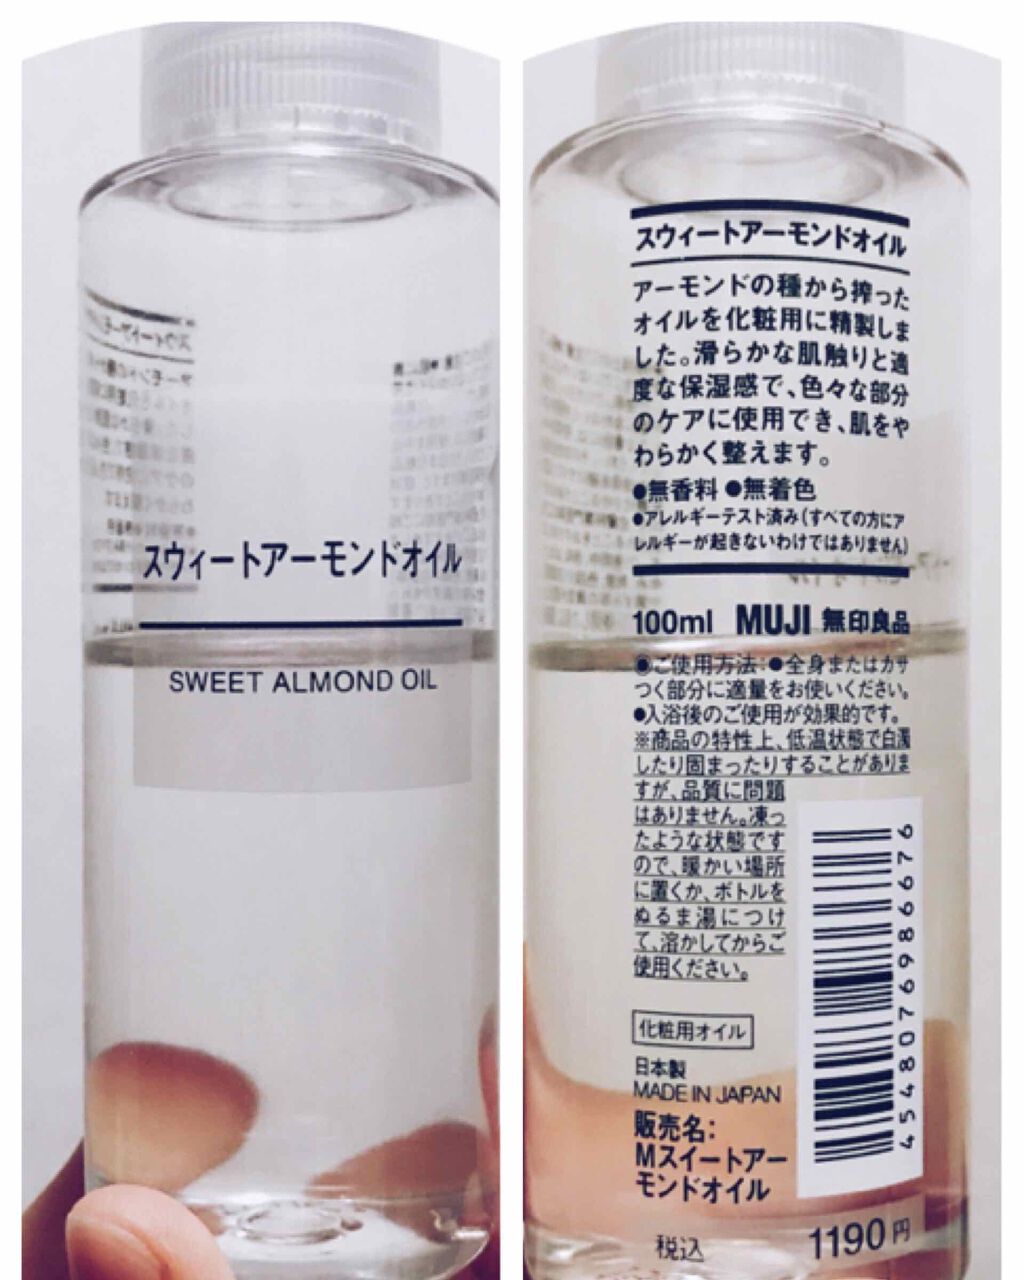 スウィートアーモンドオイル
SWEET ALMOND OIL
スウィートアーモンドオイル
アーモンドの種から搾った
オイルを化粧用に精製しま
した。滑らかな肌触りと適
度な保湿感で、色々な部分
のケアに使用でき、肌をや
わらかく整えます。
●無香料 ●無着色
●アレルギーテスト済み(すべての方にア
レルギーが起きないわけではありません)
100ml MUJI 無印良品
◉ご使用方法:●全身またはカサ
つく部分に適量をお使いください。
●入浴後のご使用が効果的です。
※商品の特性上、低温状態で白濁
したり固まったりすることがありま
すが、品質に問題
はありません。凍っ
たような状態です
ので、暖かい場所
に置くか、ボトルを
ぬるま湯につけ
て、溶かしてからご
使用ください。
化粧用オイル
日本製
MADE IN JAPAN
販売名:
Mスイートアー
モンドオイル
税込 1190円
4548076986676